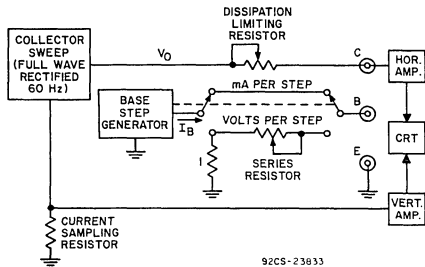 DISSIPATION
LIMITING
RESISTOR
COLLECTOR
SWEEP
(FULL WAVE
RECTIFIED
60 Hz)
VO
C
HOR.
AMP.
mA PER STEP
BASE
STEP
GENERATOR
IB
B
VOLTS PER STEP
CRT
SERIES
RESISTOR
E
1
VERT.
AMP.
CURRENT
SAMPLING
RESISTOR
92CS-23833